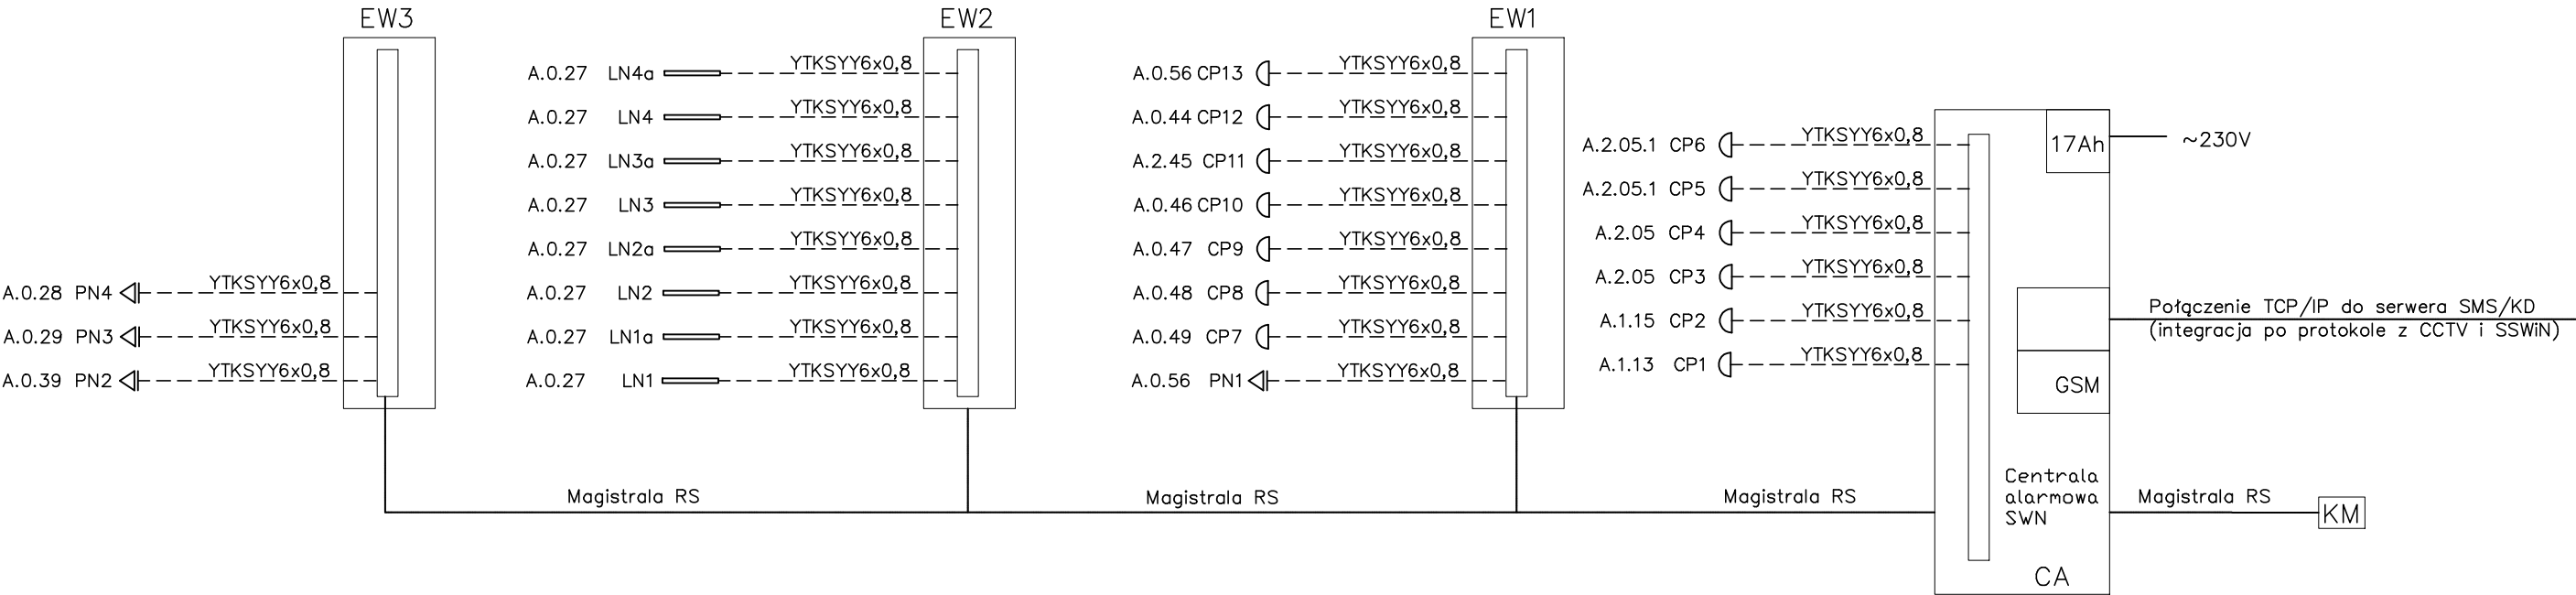 EW3
A.0.28 PN4 YTKSYY6x0,8
A.0.29 PN3 YTKSYY6x0,8
A.0.39 PN2 YTKSYY6x0,8
EW2
A.0.27 LN4a YTKSYY6x0,8
A.0.27 LN4 YTKSYY6x0,8
A.0.27 LN3a YTKSYY6x0,8
A.0.27 LN3 YTKSYY6x0,8
A.0.27 LN2a YTKSYY6x0,8
A.0.27 LN2 YTKSYY6x0,8
A.0.27 LN1a YTKSYY6x0,8
A.0.27 LN1 YTKSYY6x0,8
EW1
A.0.56 CP13 YTKSYY6x0,8
A.0.44 CP12 YTKSYY6x0,8
A.2.45 CP11 YTKSYY6x0,8
A.0.46 CP10 YTKSYY6x0,8
A.0.47 CP9 YTKSYY6x0,8
A.0.48 CP8 YTKSYY6x0,8
A.0.49 CP7 YTKSYY6x0,8
A.0.56 PN1 YTKSYY6x0,8
A.2.05.1 CP6 YTKSYY6x0,8
A.2.05.1 CP5 YTKSYY6x0,8
A.2.05 CP4 YTKSYY6x0,8
A.2.05 CP3 YTKSYY6x0,8
A.1.15 CP2 YTKSYY6x0,8
A.1.13 CP1 YTKSYY6x0,8
17Ah
~230V
Połączenie TCP/IP do serwera SMS/KD
(integracja po protokole z CCTV i SSWiN)
GSM
Magistrala RS
Magistrala RS
Magistrala RS
Centrala
alarmowa
SWN
Magistrala RS
KM
CA